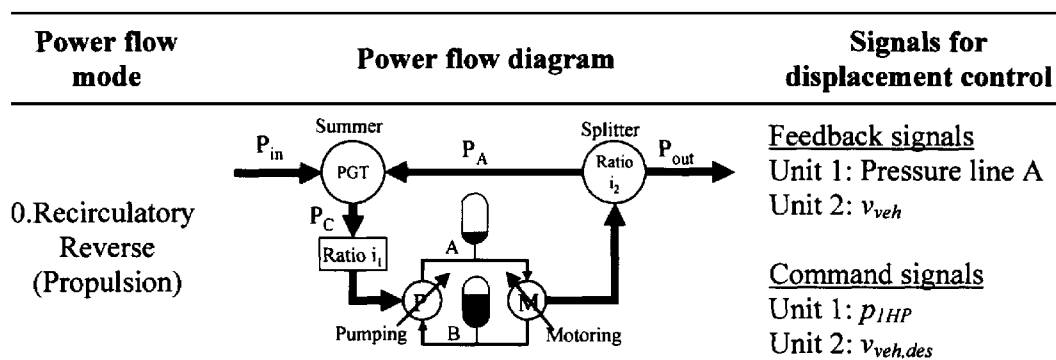 Power flow mode
Power flow diagram
Signals for displacement control
0.Recirculatory
Reverse
(Propulsion)
Summer
Splitter
P_in
PGT
P_A
Ratio
i_2
P_out
P_C
Ratio i_1
A
P
M
B
Pumping
Motoring
Feedback signals
Unit 1: Pressure line A
Unit 2: v_veh
Command signals
Unit 1: p_1HP
Unit 2: v_veh,des